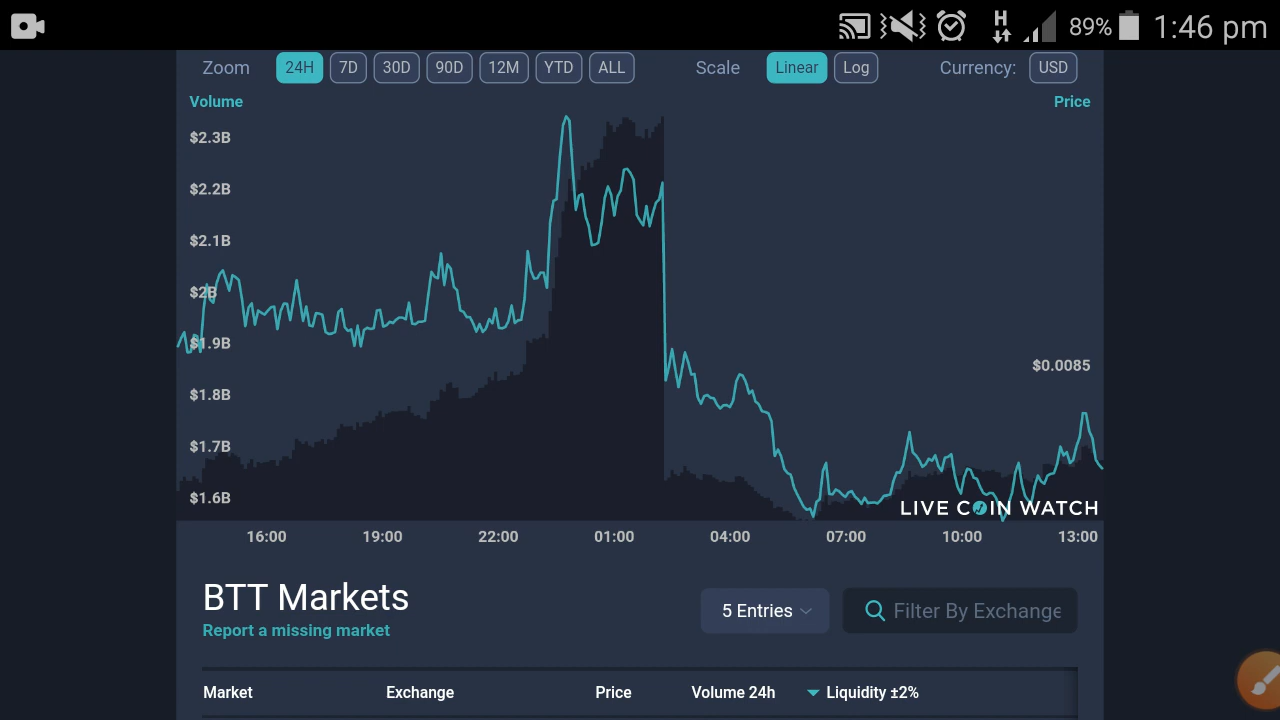 H 89% 1:46 pm
Zoom 24H 7D 30D 90D 12M YTD ALL Scale Linear Log Currency: USD
Volume Price
$2.3B
$2.2B
$2.1B
$2B
$1.9B
$0.0085
$1.8B
$1.7B
$1.6B
LIVE COIN WATCH
16:00 19:00 22:00 01:00 04:00 07:00 10:00 13:00
BTT Markets 5 Entries Filter By Exchange
Report a missing market
Market Exchange Price Volume 24h Liquidity ±2%